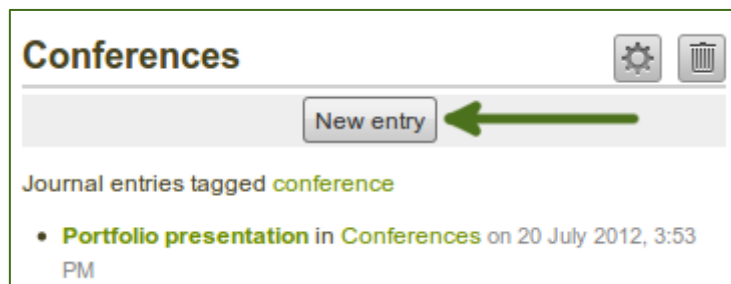 Conferences
New entry
Journal entries tagged conference
• Portfolio presentation in Conferences on 20 July 2012, 3:53
PM